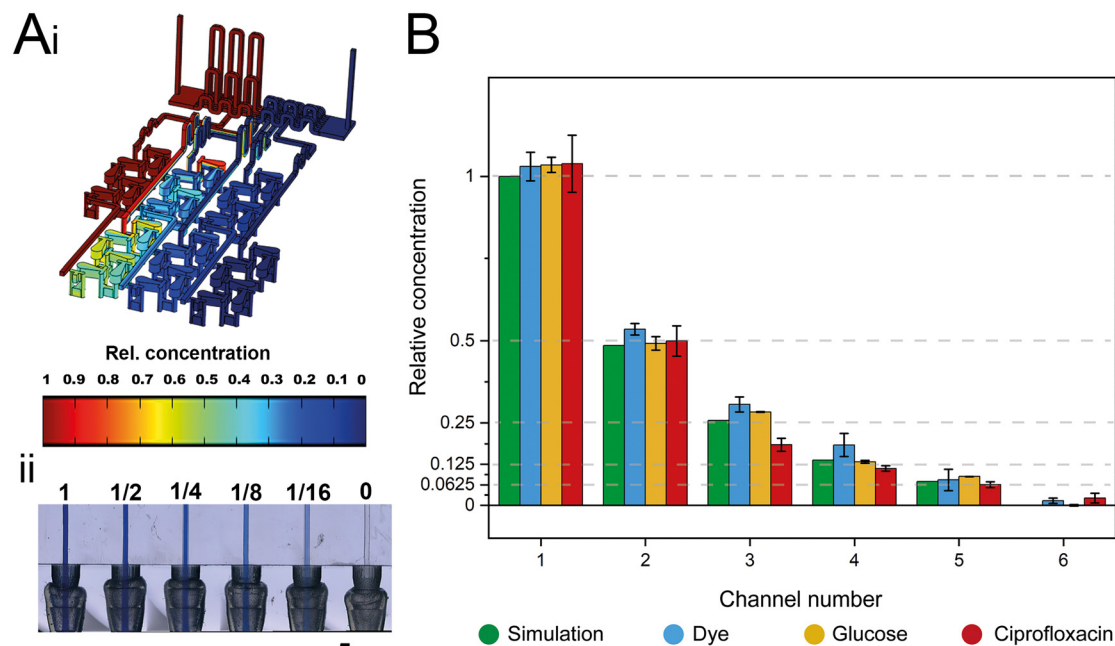 Ai
Rel. concentration
1 0.9 0.8 0.7 0.6 0.5 0.4 0.3 0.2 0.1 0
ii
1 1/2 1/4 1/8 1/16 0
B
Relative concentration
1
0.5
0.25
0.125
0.0625
0
1 2 3 4 5 6
Channel number
Simulation Dye Glucose Ciprofloxacin